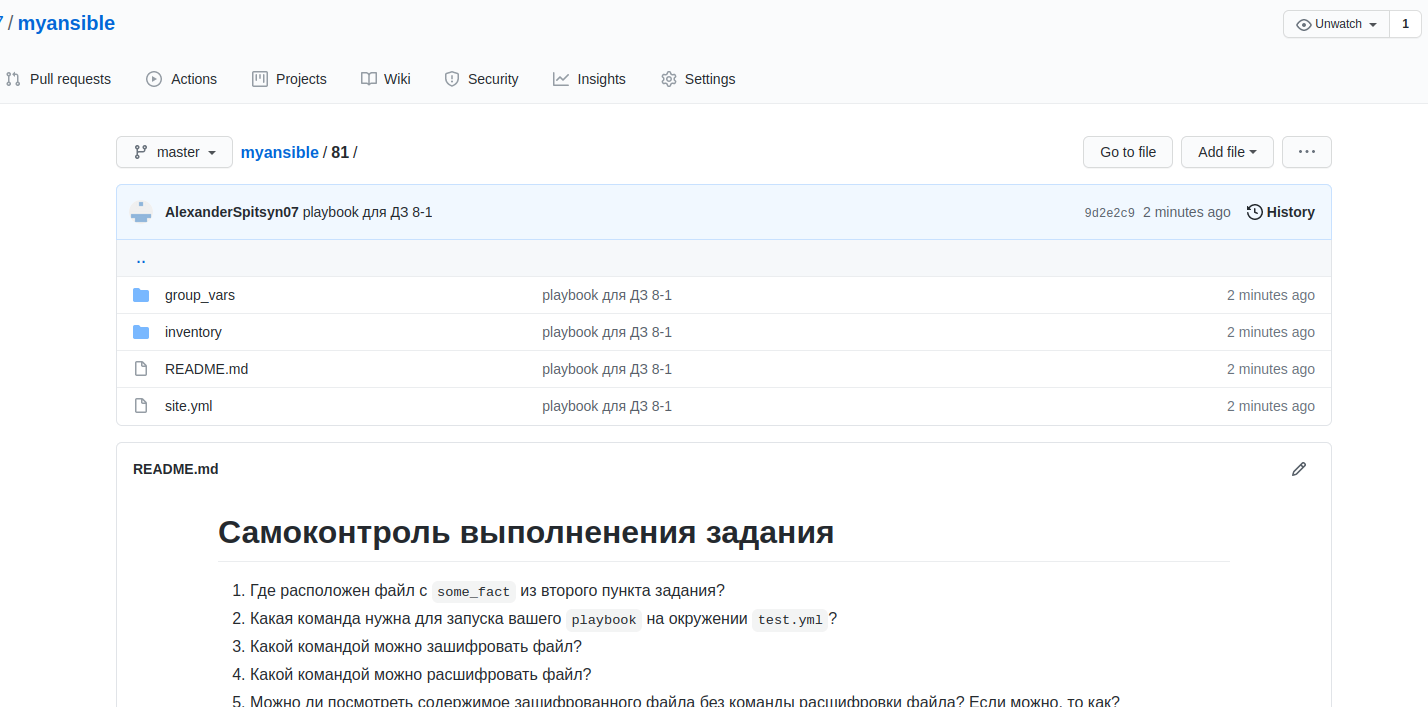 / myansible
Unwatch 1
Pull requests Actions Projects Wiki Security Insights Settings
master myansible / 81 / Go to file Add file ···
AlexanderSpitsyn07 playbook для ДЗ 8-1 9d2e2c9 2 minutes ago History
..
group_vars playbook для ДЗ 8-1 2 minutes ago
inventory playbook для ДЗ 8-1 2 minutes ago
README.md playbook для ДЗ 8-1 2 minutes ago
site.yml playbook для ДЗ 8-1 2 minutes ago
README.md
Самоконтроль выполненения задания
1. Где расположен файл с some_fact из второго пункта задания?
2. Какая команда нужна для запуска вашего playbook на окружении test.yml?
3. Какой командой можно зашифровать файл?
4. Какой командой можно расшифровать файл?
5. Можно ли посмотреть содержимое зашифрованного файла без команды расшифровки файла? Если можно, то как?